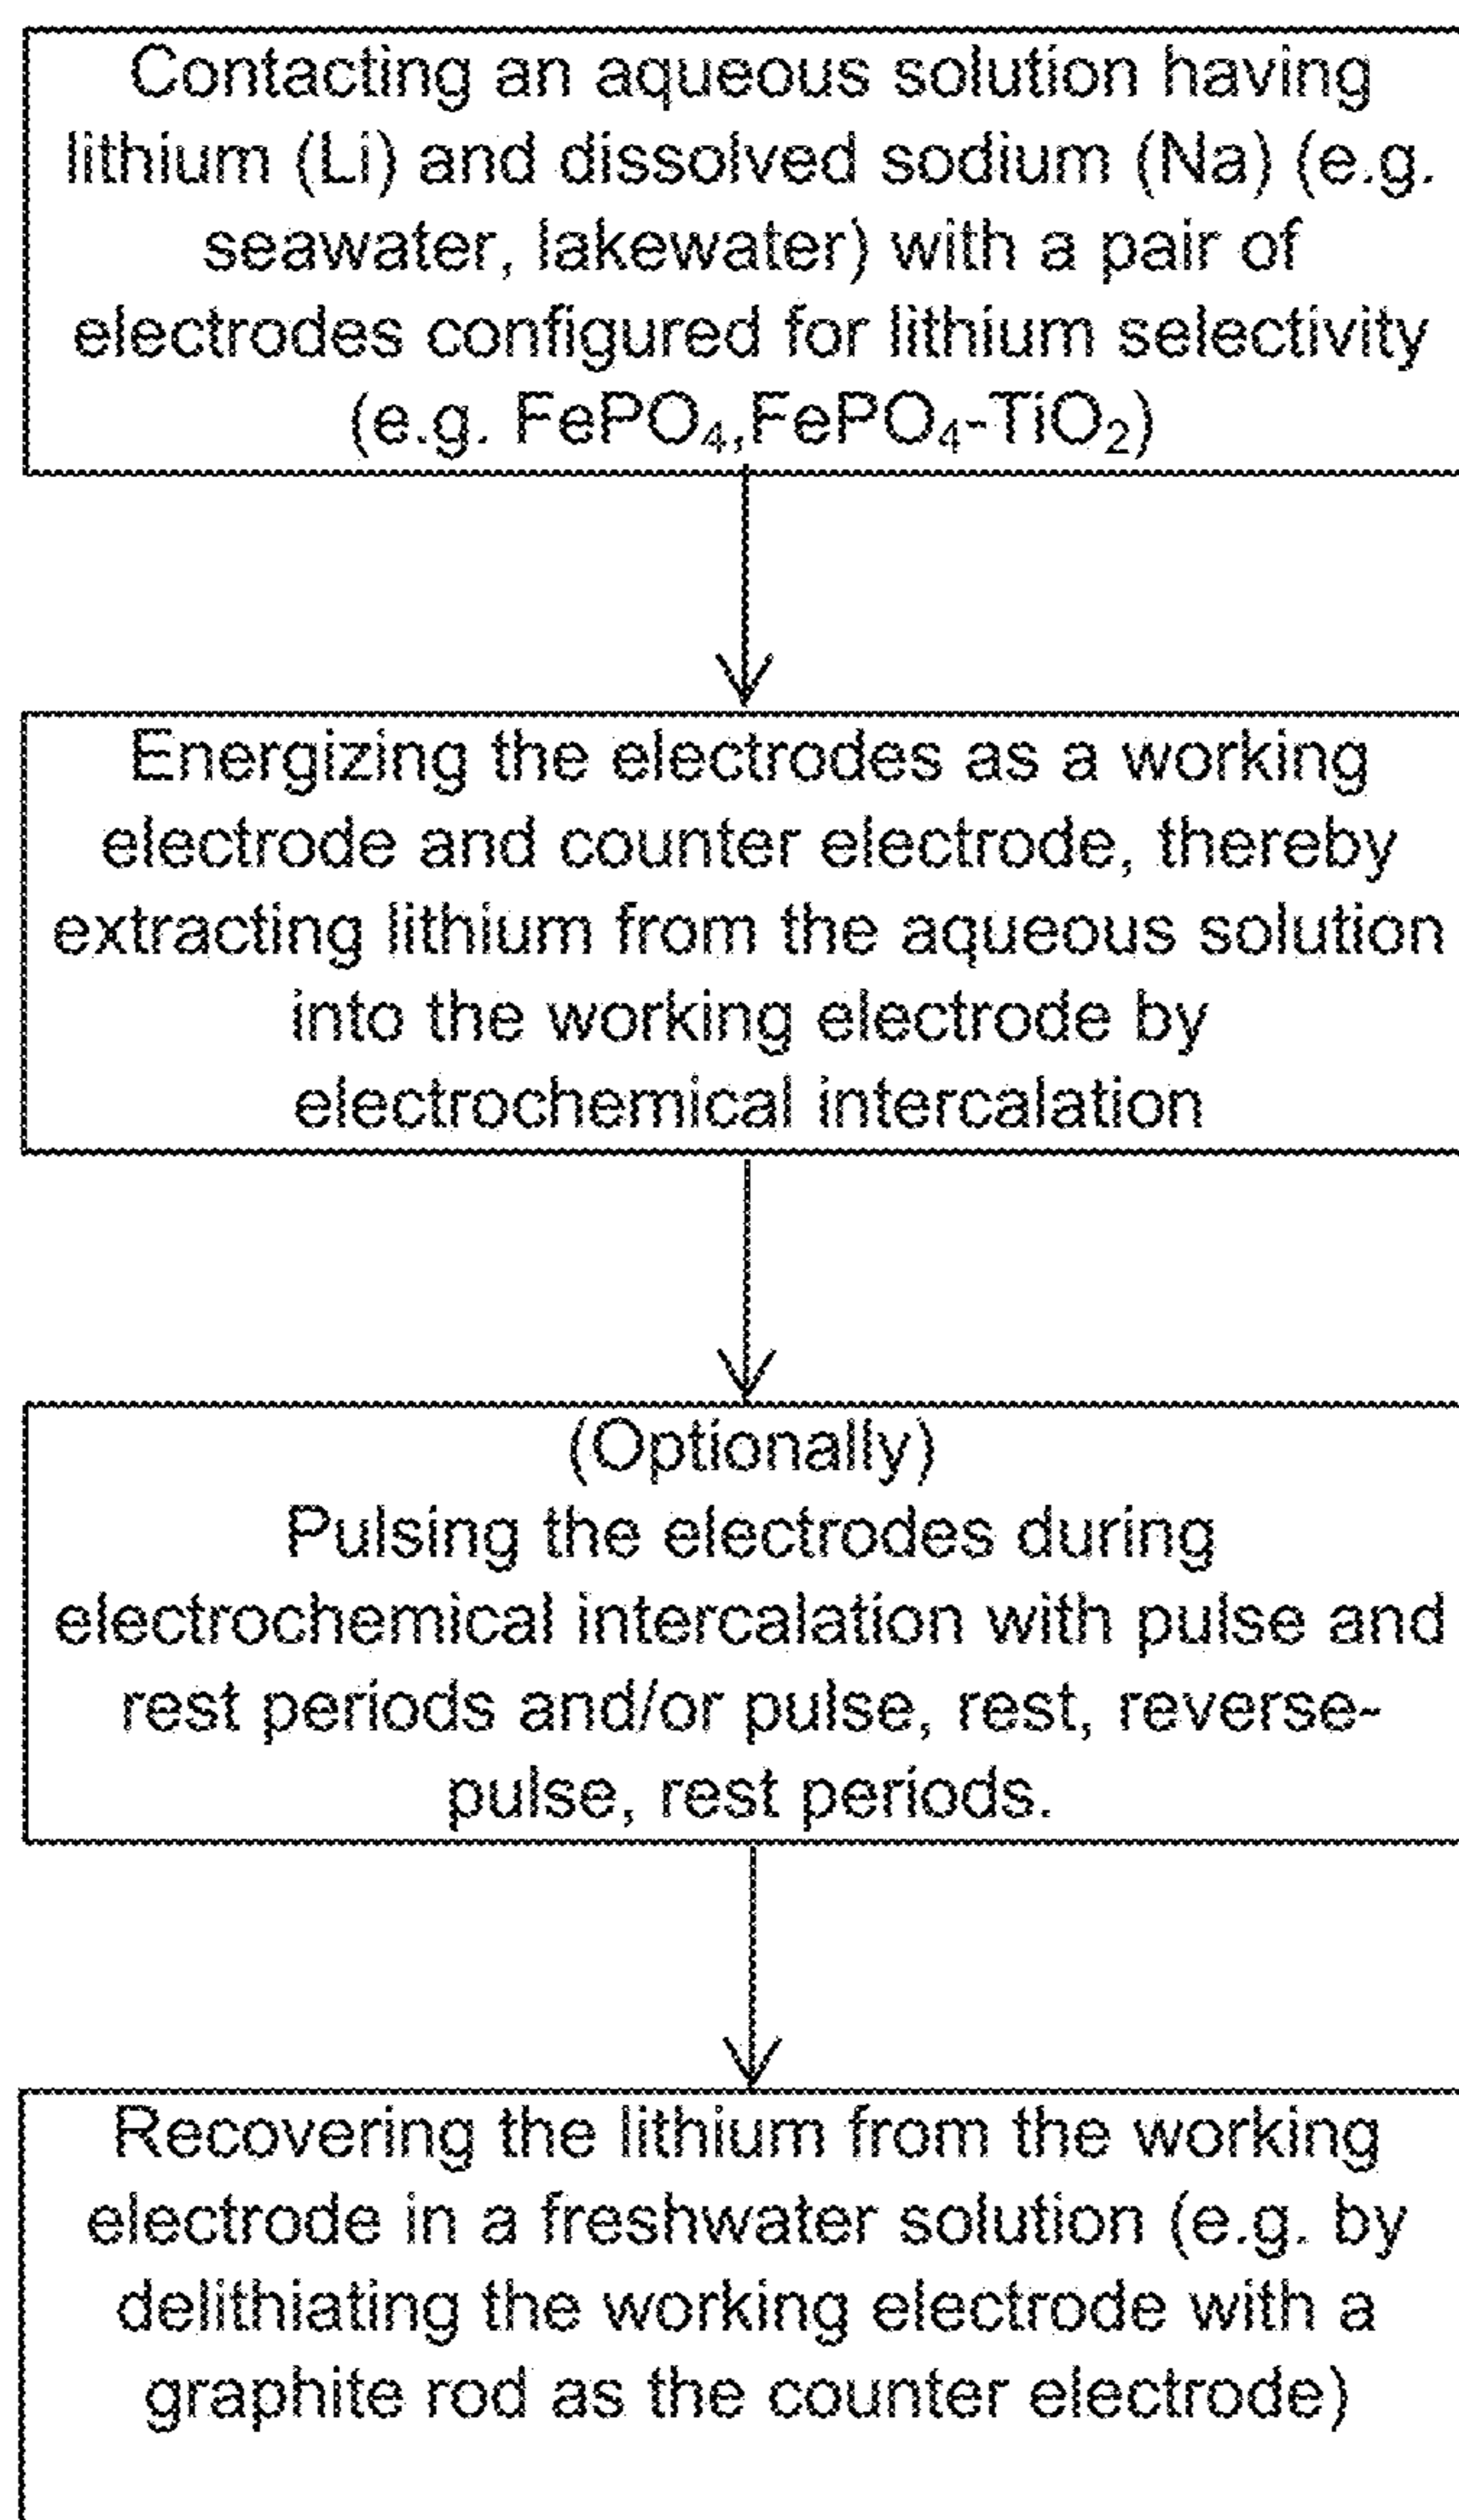 Contacting an aqueous solution having
lithium (Li) and dissolved sodium (Na) (e.g.
seawater, lakewater) with a pair of
electrodes configured for lithium selectivity
(e.g. FePO₄,FePO₄-TiO₂)
Energizing the electrodes as a working
electrode and counter electrode, thereby
extracting lithium from the aqueous solution
into the working electrode by
electrochemical intercalation
(Optionally)
Pulsing the electrodes during
electrochemical intercalation with pulse and
rest periods and/or pulse, rest, reverse-
pulse, rest periods.
Recovering the lithium from the working
electrode in a freshwater solution (e.g. by
delithiating the working electrode with a
graphite rod as the counter electrode)